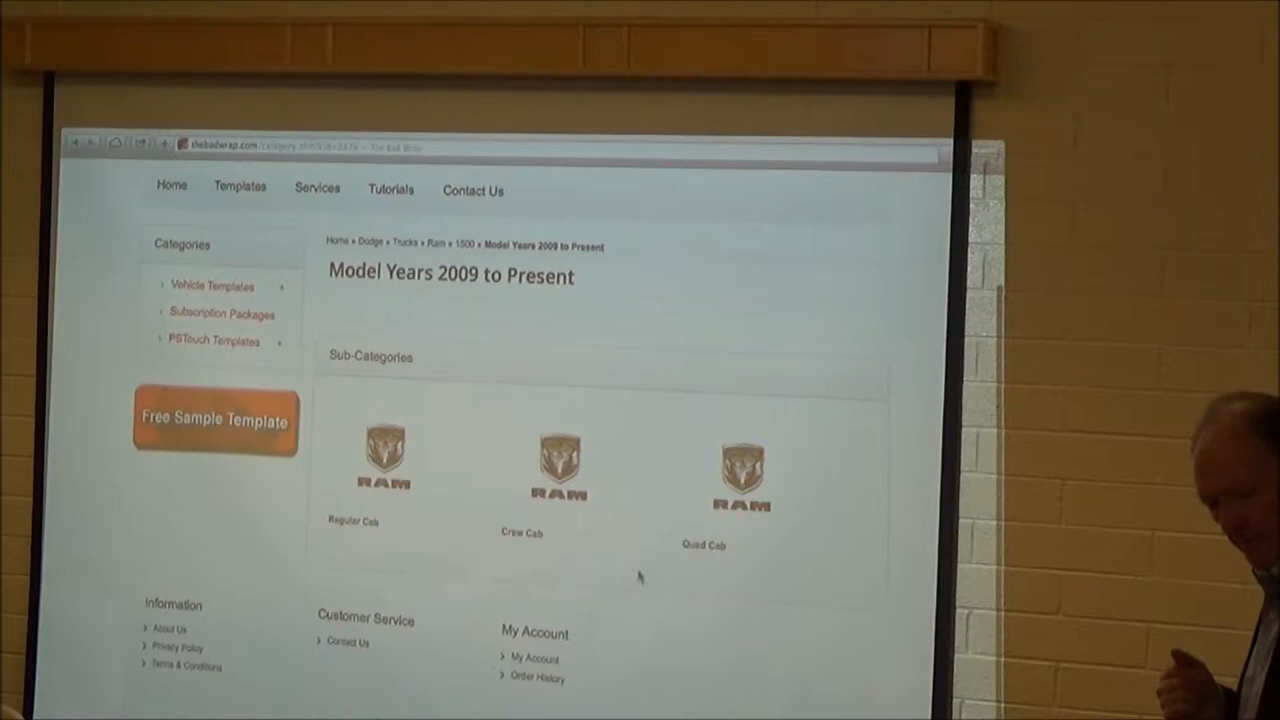 thebadwrap.com
Home Templates Services Tutorials Contact Us
Categories
Vehicle Templates
Subscription Packages
PSTouch Templates
Free Sample Template
Home » Dodge » Trucks » Ram » 1500 » Model Years 2009 to Present
Model Years 2009 to Present
Sub-Categories
RAM RAM RAM
Regular Cab Crew Cab Quad Cab
Information
About Us
Privacy Policy
Terms & Conditions
Customer Service
Contact Us
My Account
My Account
Order History